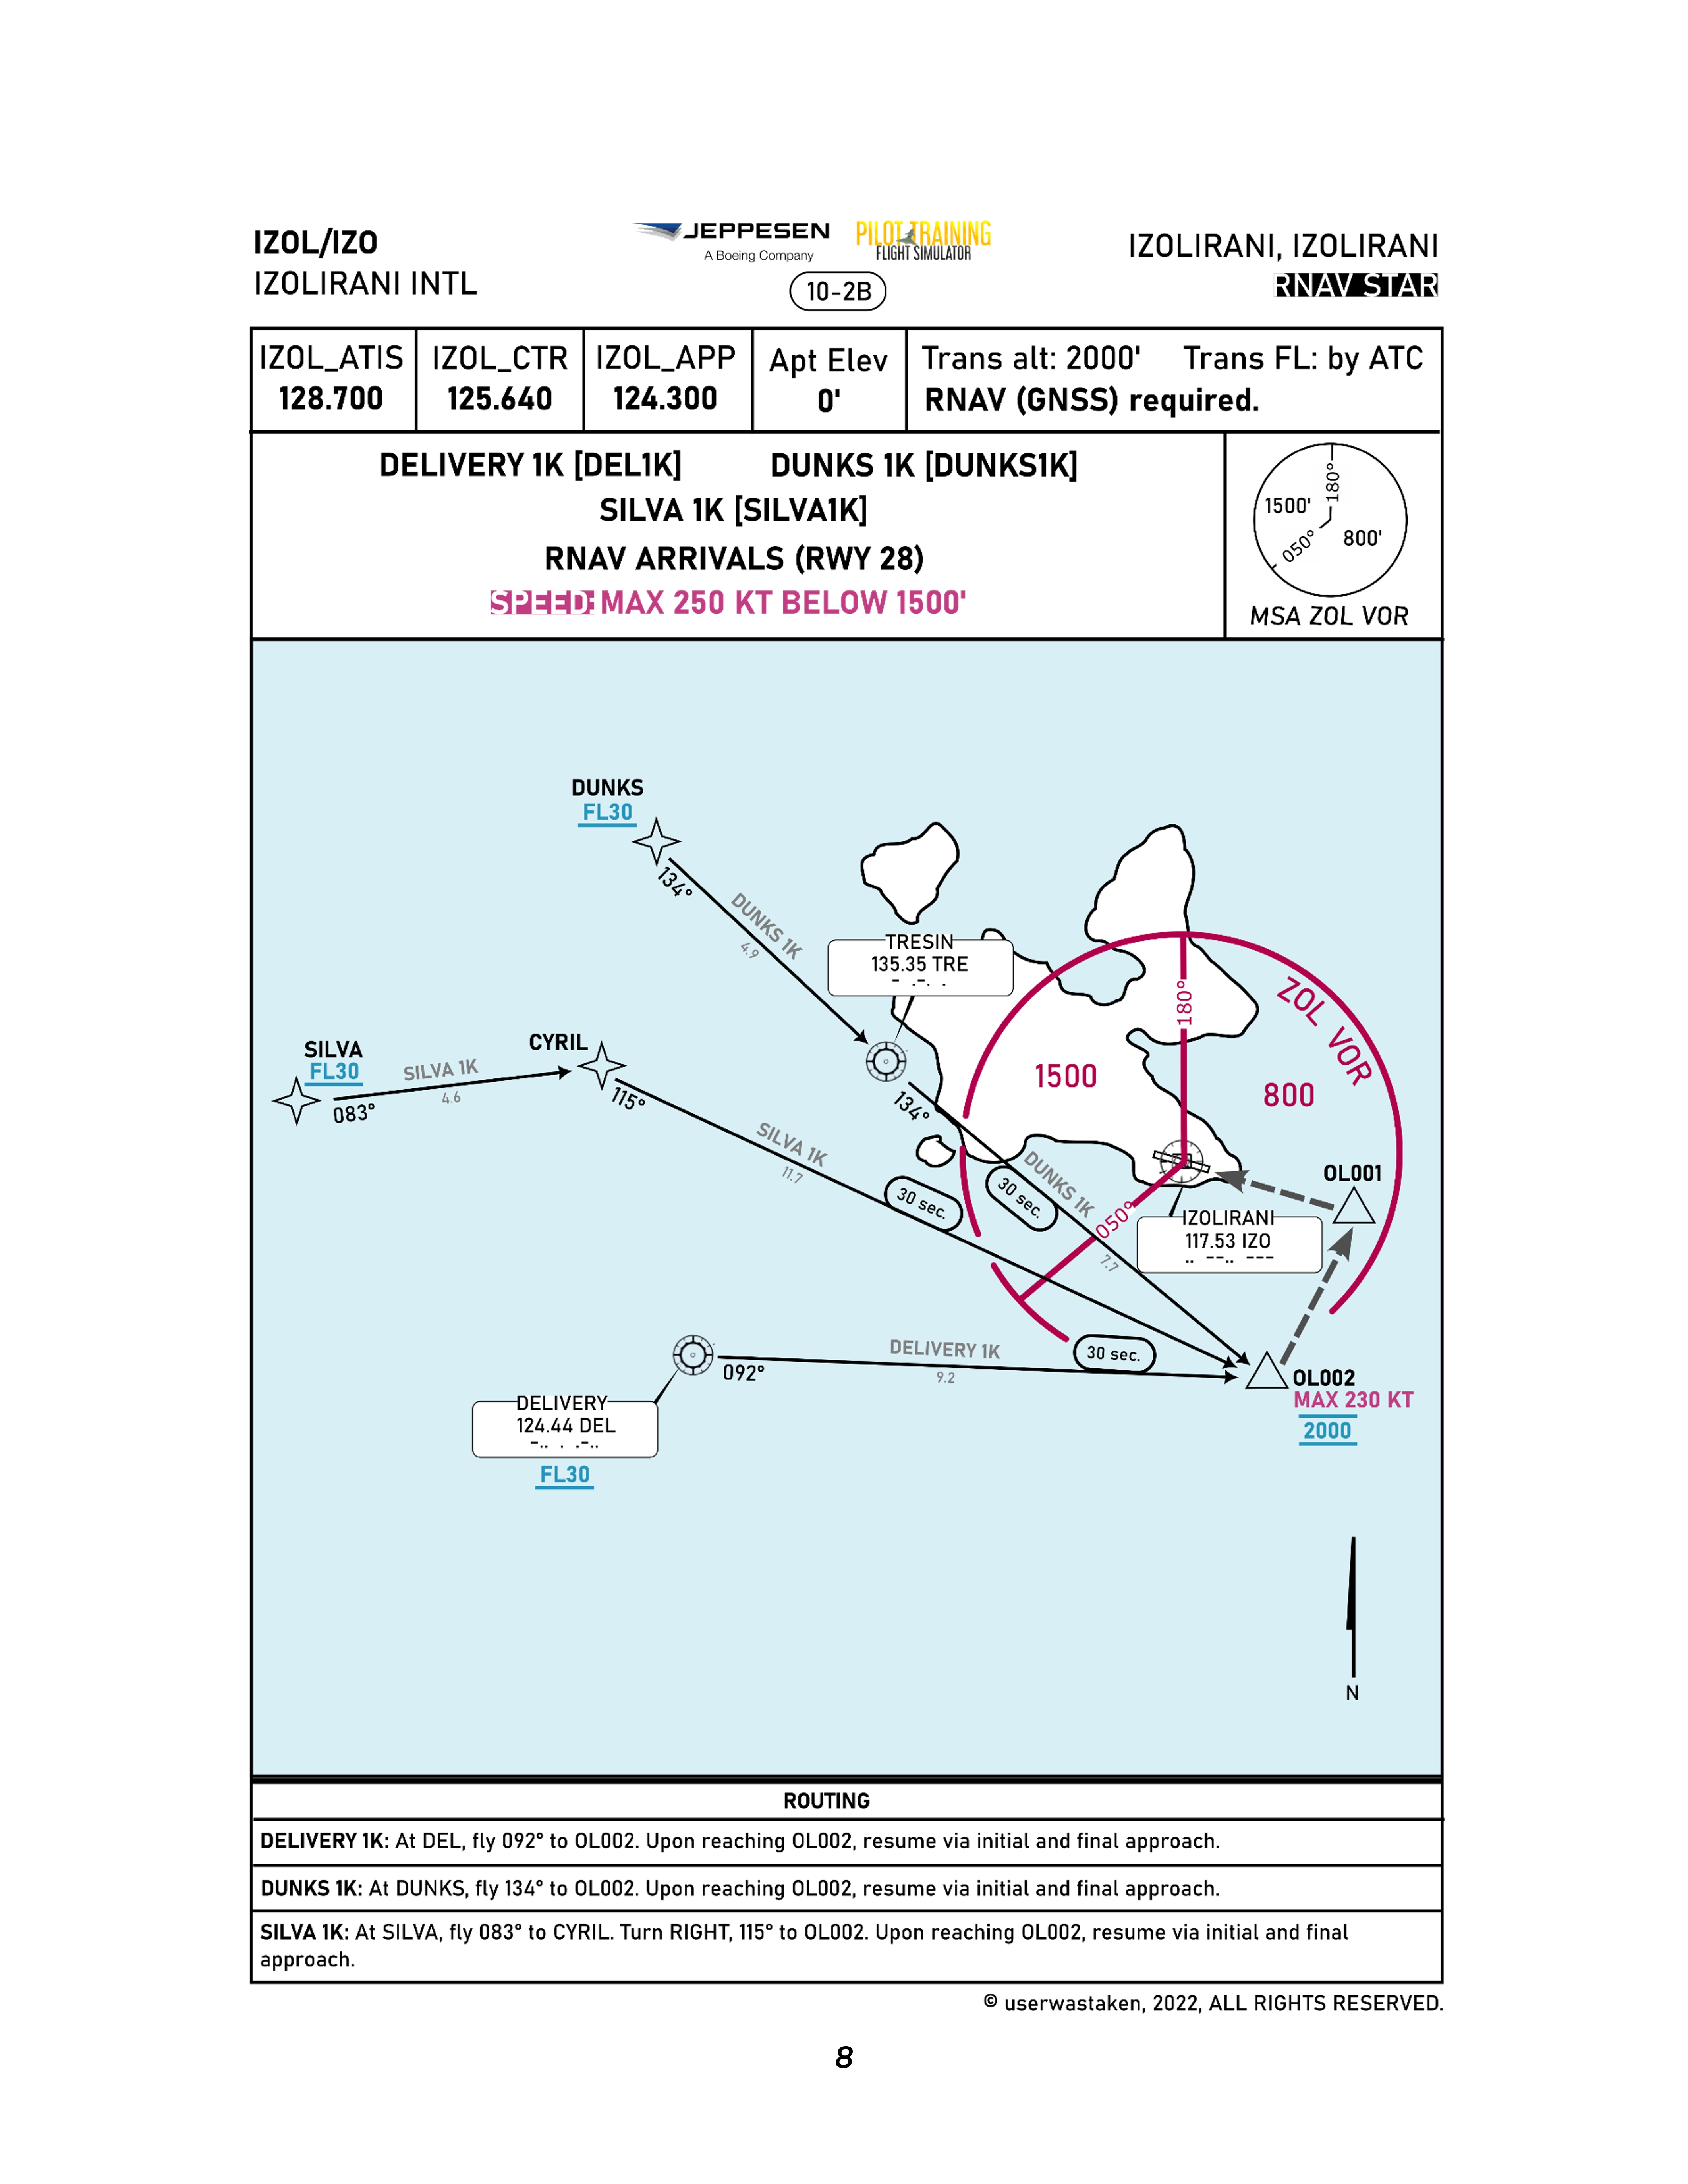 IZOL/IZO
IZOLIRANI INTL
JEPPESEN
A Boeing Company
PILOT TRAINING
FLIGHT SIMULATOR
10-2B
IZOLIRANI, IZOLIRANI
RNAV STAR
IZOL_ATIS
128.700
IZOL_CTR
125.640
IZOL_APP
124.300
Apt Elev
0'
Trans alt: 2000' Trans FL: by ATC
RNAV (GNSS) required.
DELIVERY 1K [DEL1K] DUNKS 1K [DUNKS1K]
SILVA 1K [SILVA1K]
RNAV ARRIVALS (RWY 28)
SPEED: MAX 250 KT BELOW 1500'
180°
1500'
050°
800'
MSA ZOL VOR
DUNKS
FL30
134°
DUNKS 1K
4.9
TRESIN
135.35 TRE
- .-. .
180°
ZOL VOR
1500
800
SILVA
FL30
083°
SILVA 1K
4.6
CYRIL
115°
SILVA 1K
11.7
30 sec.
134°
DUNKS 1K
30 sec.
7.7
050°
OL001
IZOLIRANI
117.53 IZO
.. --.. ---
092°
DELIVERY 1K
9.2
30 sec.
DELIVERY
124.44 DEL
-.. . .-..
FL30
OL002
MAX 230 KT
2000
N
ROUTING
DELIVERY 1K: At DEL, fly 092° to OL002. Upon reaching OL002, resume via initial and final approach.
DUNKS 1K: At DUNKS, fly 134° to OL002. Upon reaching OL002, resume via initial and final approach.
SILVA 1K: At SILVA, fly 083° to CYRIL. Turn RIGHT, 115° to OL002. Upon reaching OL002, resume via initial and final
approach.
© userwastaken, 2022, ALL RIGHTS RESERVED.
8